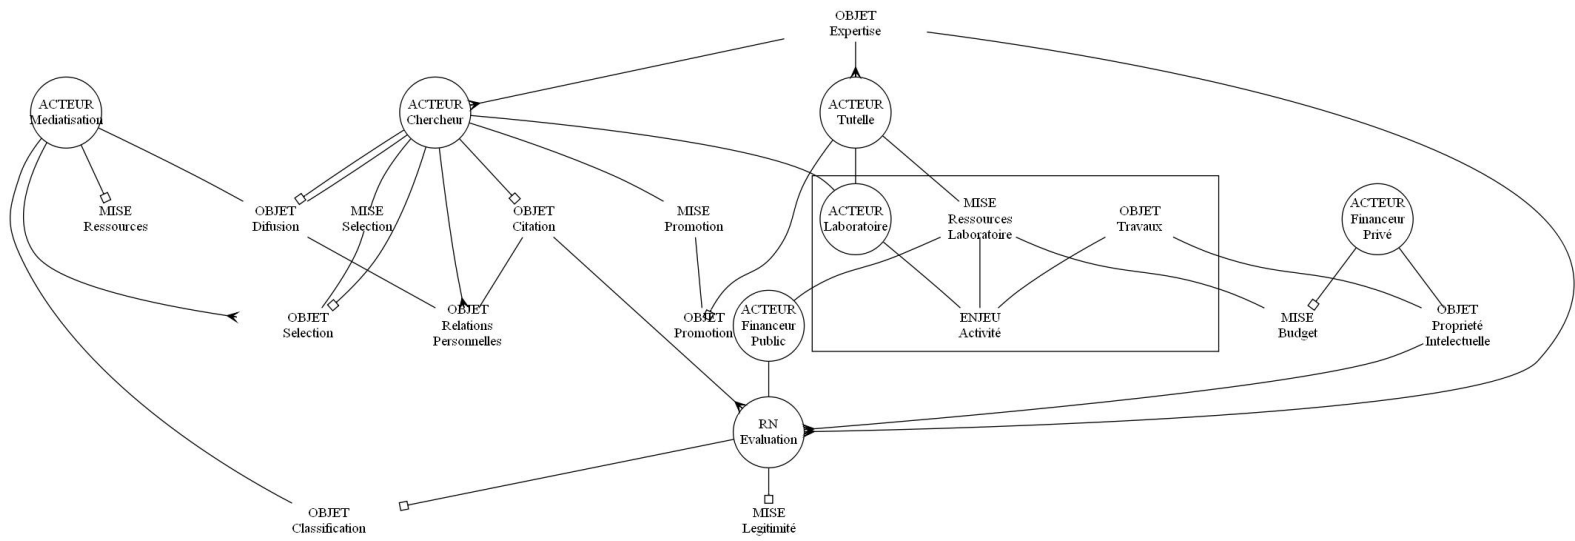 OBJET
Expertise
ACTEUR
Mediatisation
ACTEUR
Chercheur
ACTEUR
Tutelle
MISE
Ressources
OBJET
Difusion
MISE
Selection
OBJET
Citation
MISE
Promotion
ACTEUR
Laboratoire
MISE
Ressources
Laboratoire
OBJET
Travaux
ACTEUR
Financeur
Privé
OBJET
Selection
OBJET
Relations
Personnelles
OBJET
Promotion
ACTEUR
Financeur
Public
ENJEU
Activité
MISE
Budget
OBJET
Proprieté
Intelectuelle
RN
Evaluation
OBJET
Classification
MISE
Legitimité